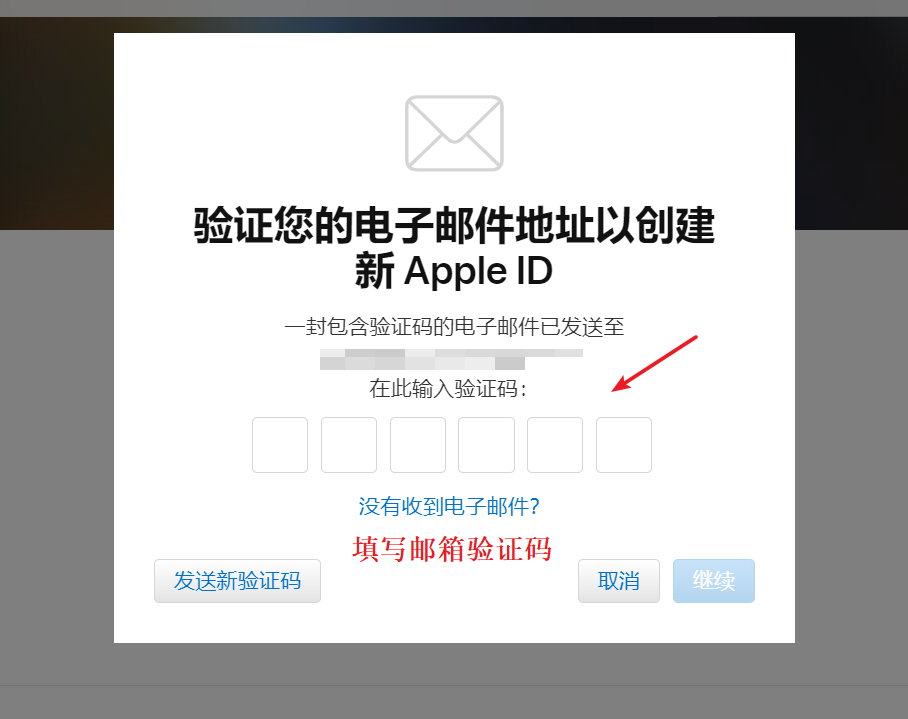 验证您的电子邮件地址以创建
新 Apple ID
一封包含验证码的电子邮件已发送至
在此输入验证码：
没有收到电子邮件？
填写邮箱验证码
发送新验证码
取消
继续